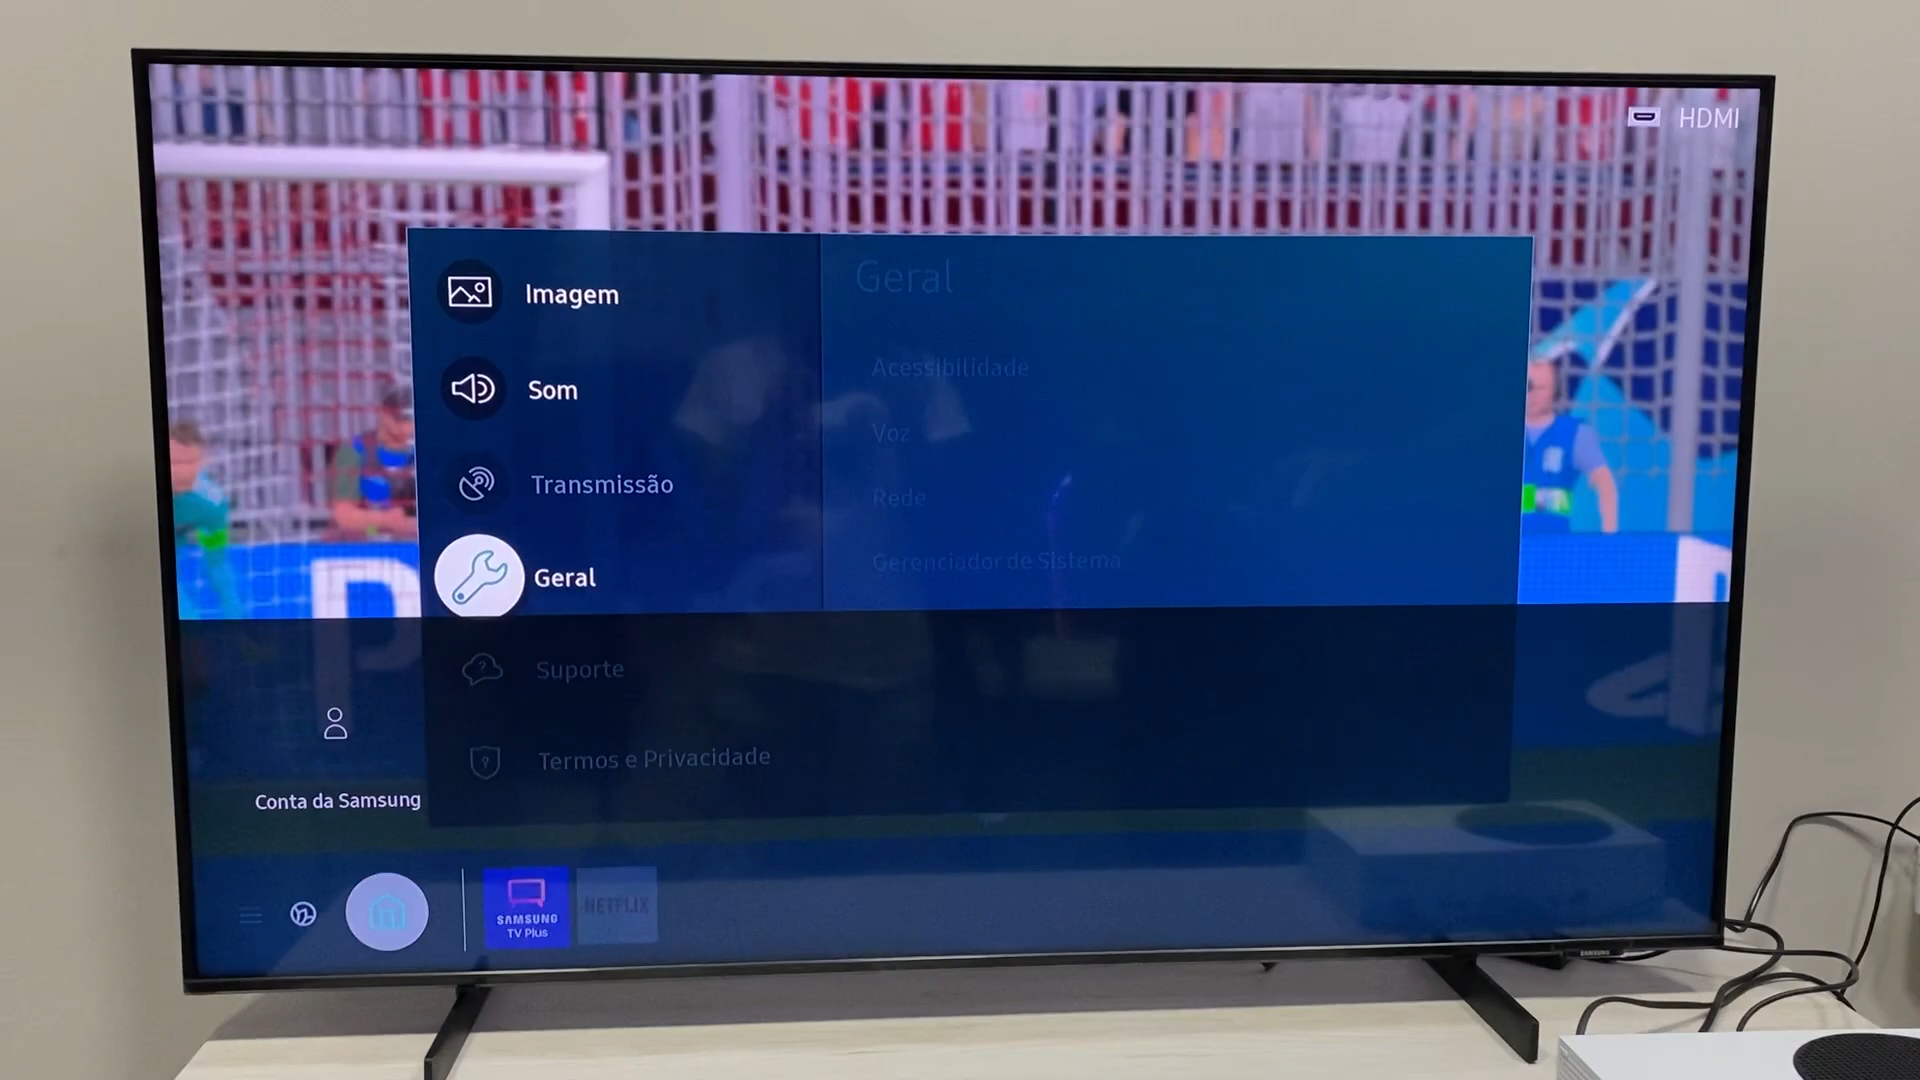 HDMI
Imagem
Som
Transmissão
Geral
Suporte
Termos e Privacidade
Geral
Acessibilidade
Voz
Rede
Gerenciador de Sistema
Conta da Samsung
SAMSUNG
TV Plus
NETFLIX
SAMSUNG